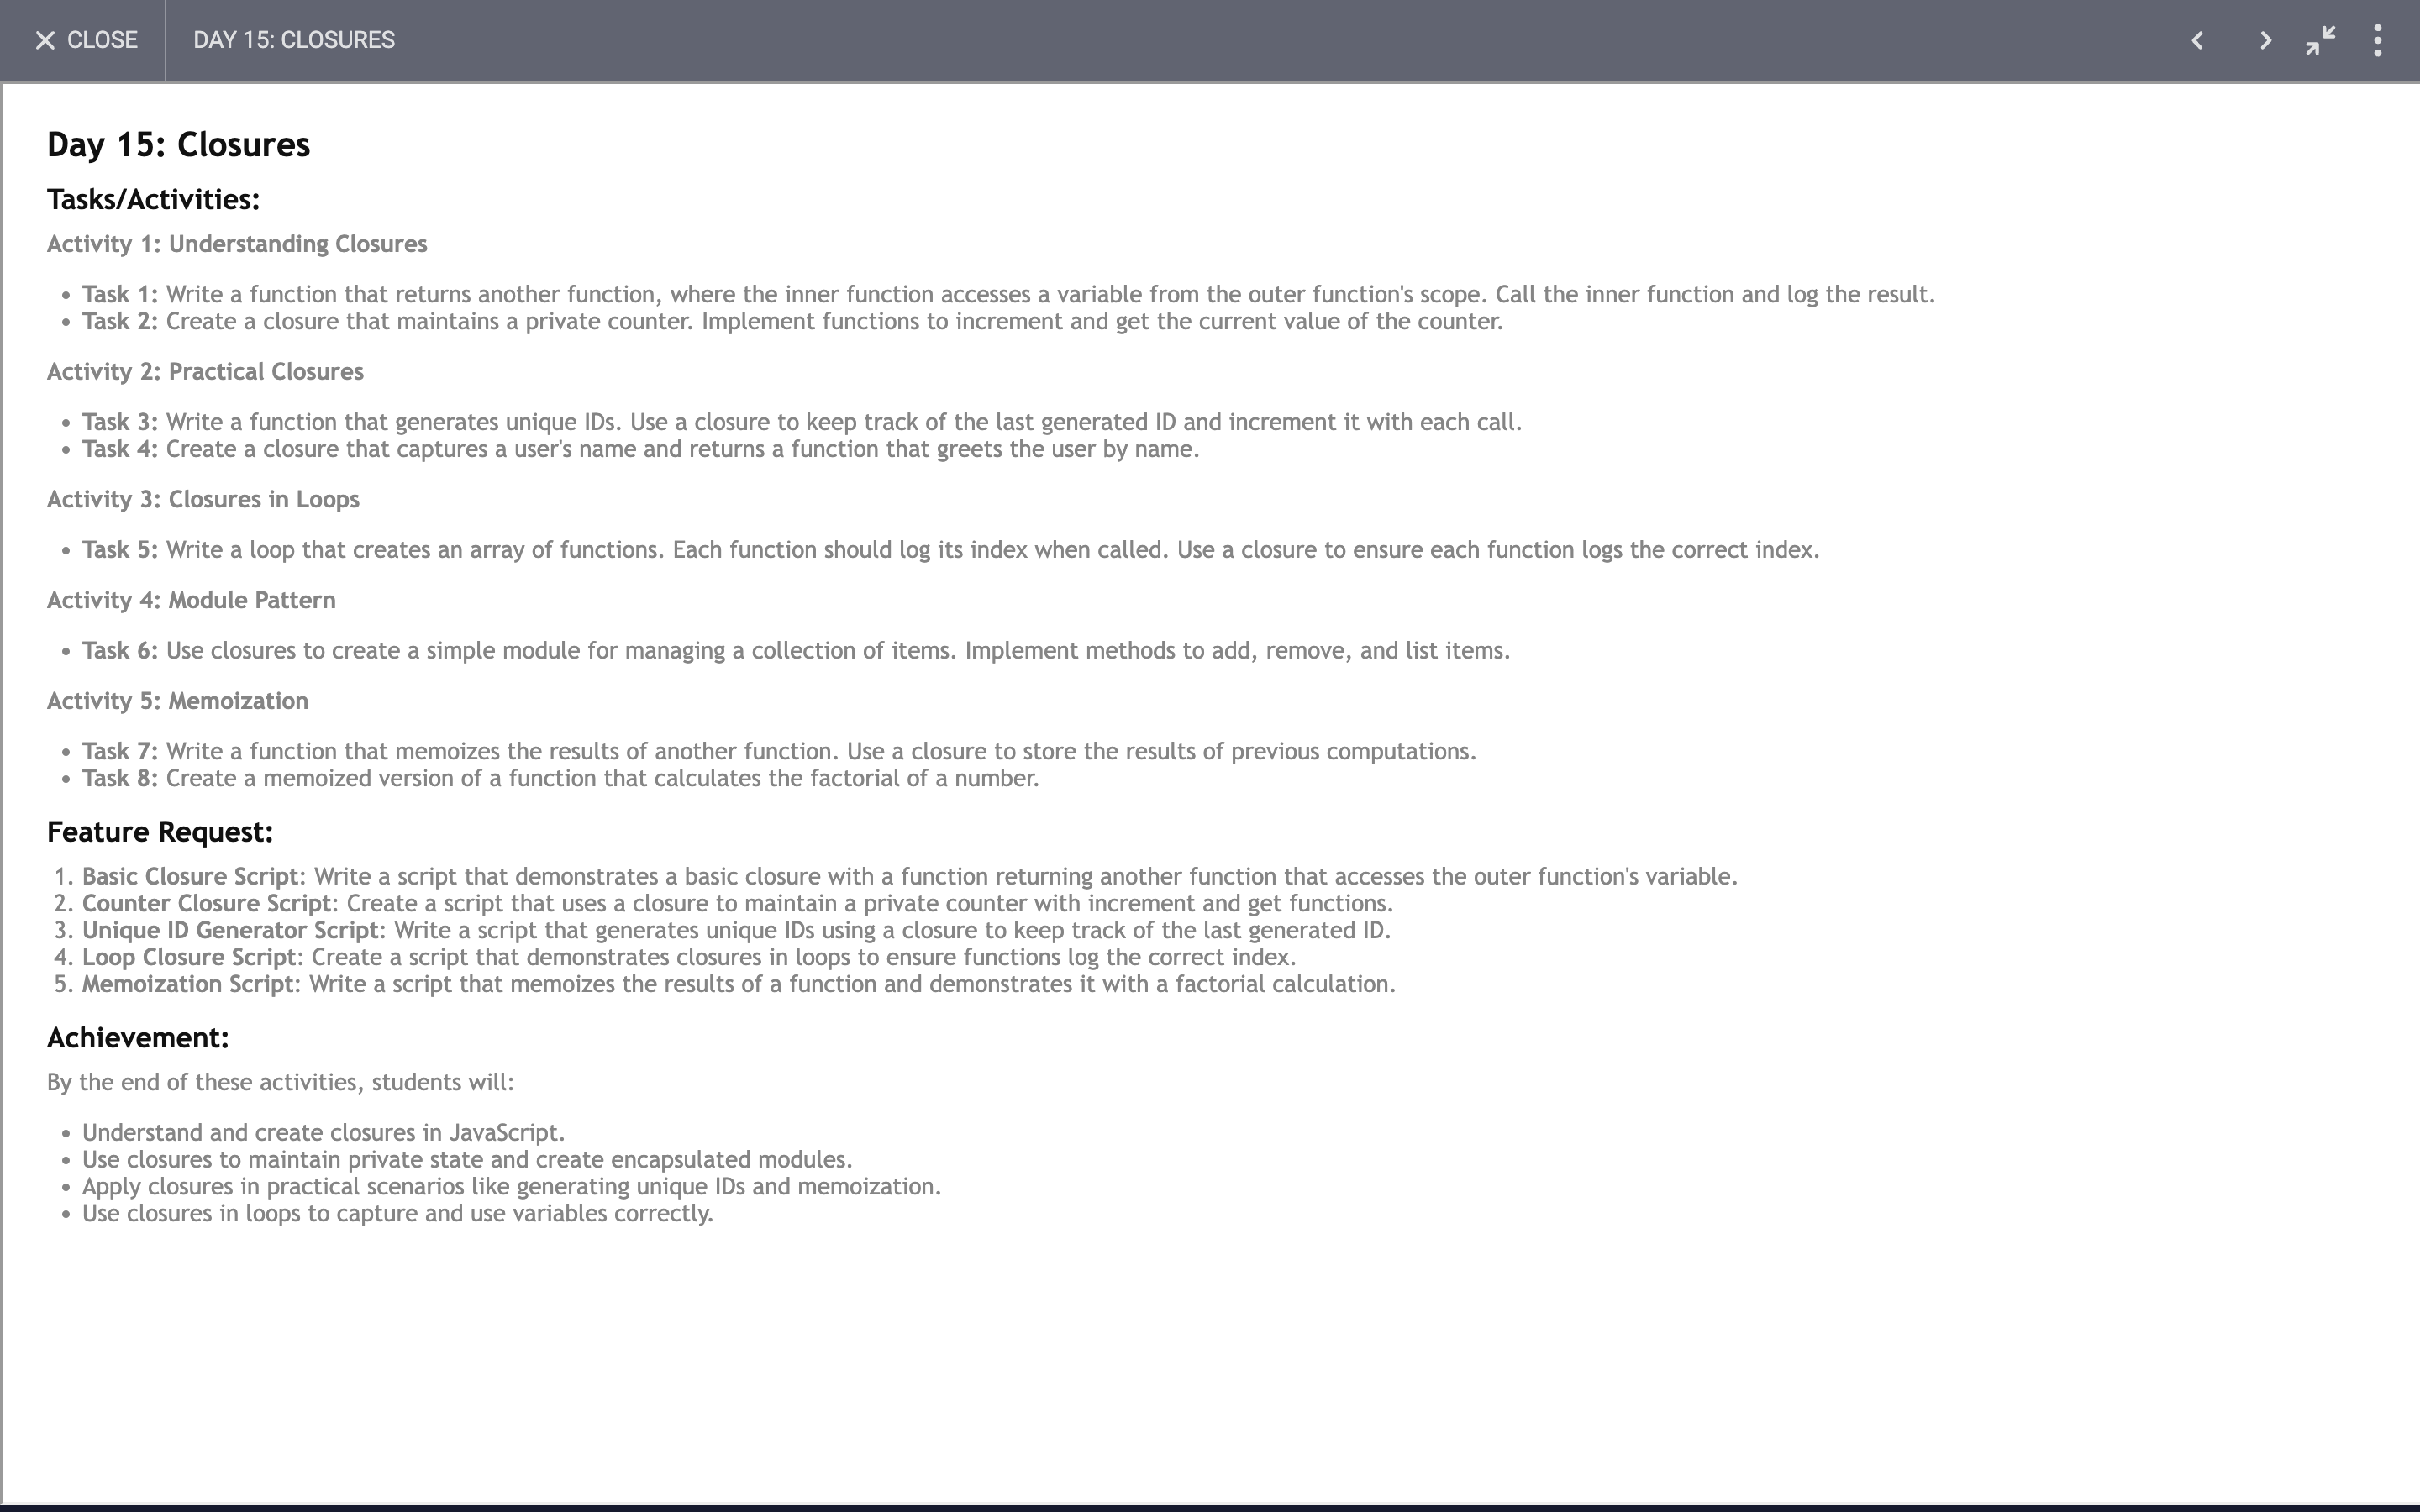 CLOSE
DAY 15: CLOSURES
Day 15: Closures
Tasks/Activities:
Activity 1: Understanding Closures
• Task 1: Write a function that returns another function, where the inner function accesses a variable from the outer function's scope. Call the inner function and log the result.
• Task 2: Create a closure that maintains a private counter. Implement functions to increment and get the current value of the counter.
Activity 2: Practical Closures
• Task 3: Write a function that generates unique IDs. Use a closure to keep track of the last generated ID and increment it with each call.
• Task 4: Create a closure that captures a user's name and returns a function that greets the user by name.
Activity 3: Closures in Loops
• Task 5: Write a loop that creates an array of functions. Each function should log its index when called. Use a closure to ensure each function logs the correct index.
Activity 4: Module Pattern
• Task 6: Use closures to create a simple module for managing a collection of items. Implement methods to add, remove, and list items.
Activity 5: Memoization
• Task 7: Write a function that memoizes the results of another function. Use a closure to store the results of previous computations.
• Task 8: Create a memoized version of a function that calculates the factorial of a number.
Feature Request:
1. Basic Closure Script: Write a script that demonstrates a basic closure with a function returning another function that accesses the outer function's variable.
2. Counter Closure Script: Create a script that uses a closure to maintain a private counter with increment and get functions.
3. Unique ID Generator Script: Write a script that generates unique IDs using a closure to keep track of the last generated ID.
4. Loop Closure Script: Create a script that demonstrates closures in loops to ensure functions log the correct index.
5. Memoization Script: Write a script that memoizes the results of a function and demonstrates it with a factorial calculation.
Achievement:
By the end of these activities, students will:
• Understand and create closures in JavaScript.
• Use closures to maintain private state and create encapsulated modules.
• Apply closures in practical scenarios like generating unique IDs and memoization.
• Use closures in loops to capture and use variables correctly.